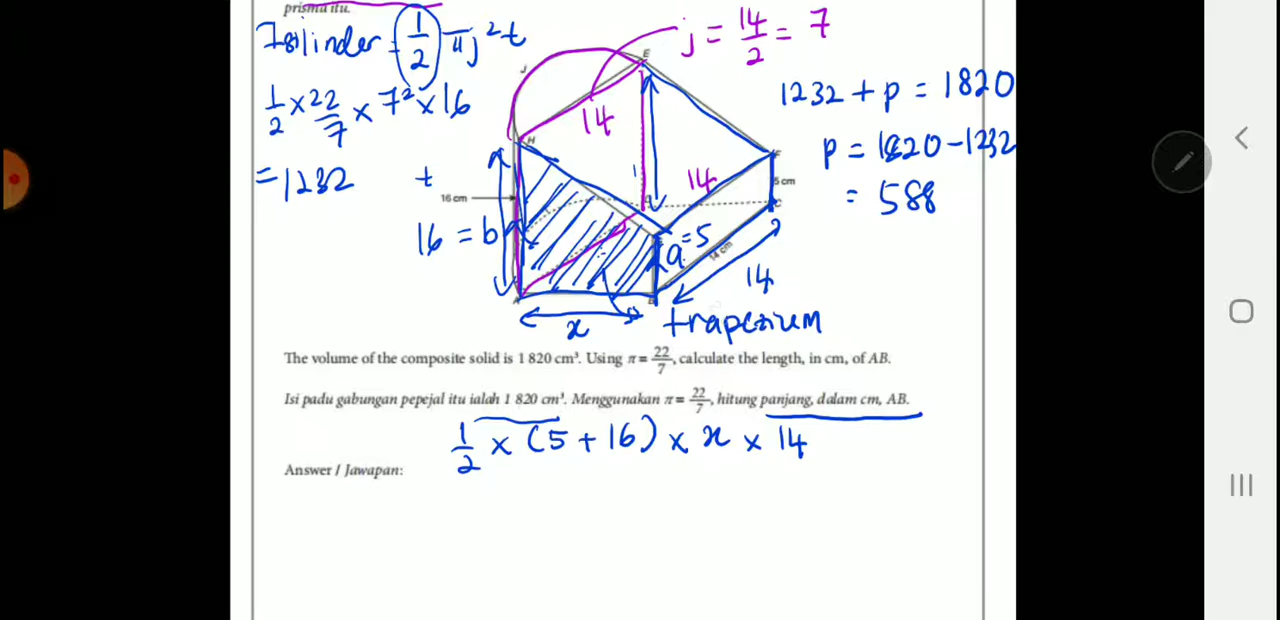 prisma itu.
Isilinder = 1/2 πj²t
1/2 × 22/7 × 7² × 16
= 1232
j = 14/2 = 7
1232 + p = 1820
p = 1820 - 1232
= 588
J
E
H
14
14
F
5 cm
C
t
16 cm
16 = b
a = 5
14 cm
14
A
B
x
trapezium
The volume of the composite solid is 1 820 cm³. Using π = 22/7, calculate the length, in cm, of AB.
Isi padu gabungan pepejal itu ialah 1 820 cm³. Menggunakan π = 22/7, hitung panjang, dalam cm, AB.
1/2 × (5 + 16) × x × 14
Answer / Jawapan: